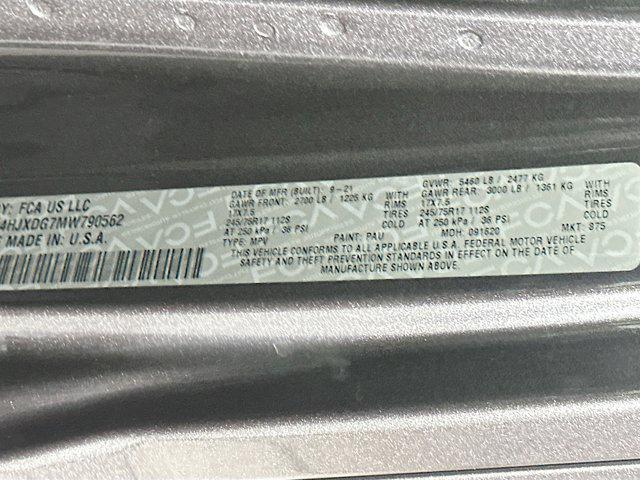 Y: FCA US LLC
4HJXDG7MW790562
MADE IN U.S.A.
DATE OF MFR (BUILT): 9-21
GAWR FRONT: 2700 LB / 1225 KG WITH
17X7.5 RIMS
245/75R17 112S TIRES
AT 250 kPa / 36 PSI COLD
TYPE: MPV PAINT: PAU
GVWR: 5460 LB / 2477 KG
GAWR REAR: 3000 LB / 1361 KG WITH
17X7.5 RIMS
245/75R17 112S TIRES
AT 250 kPa / 36 PSI COLD
MDH: 091620 MKT: 875
THIS VEHICLE CONFORMS TO ALL APPLICABLE U.S.A. FEDERAL MOTOR VEHICLE
SAFETY AND THEFT PREVENTION STANDARDS IN EFFECT ON THE DATE OF
MANUFACTURE SHOWN ABOVE.